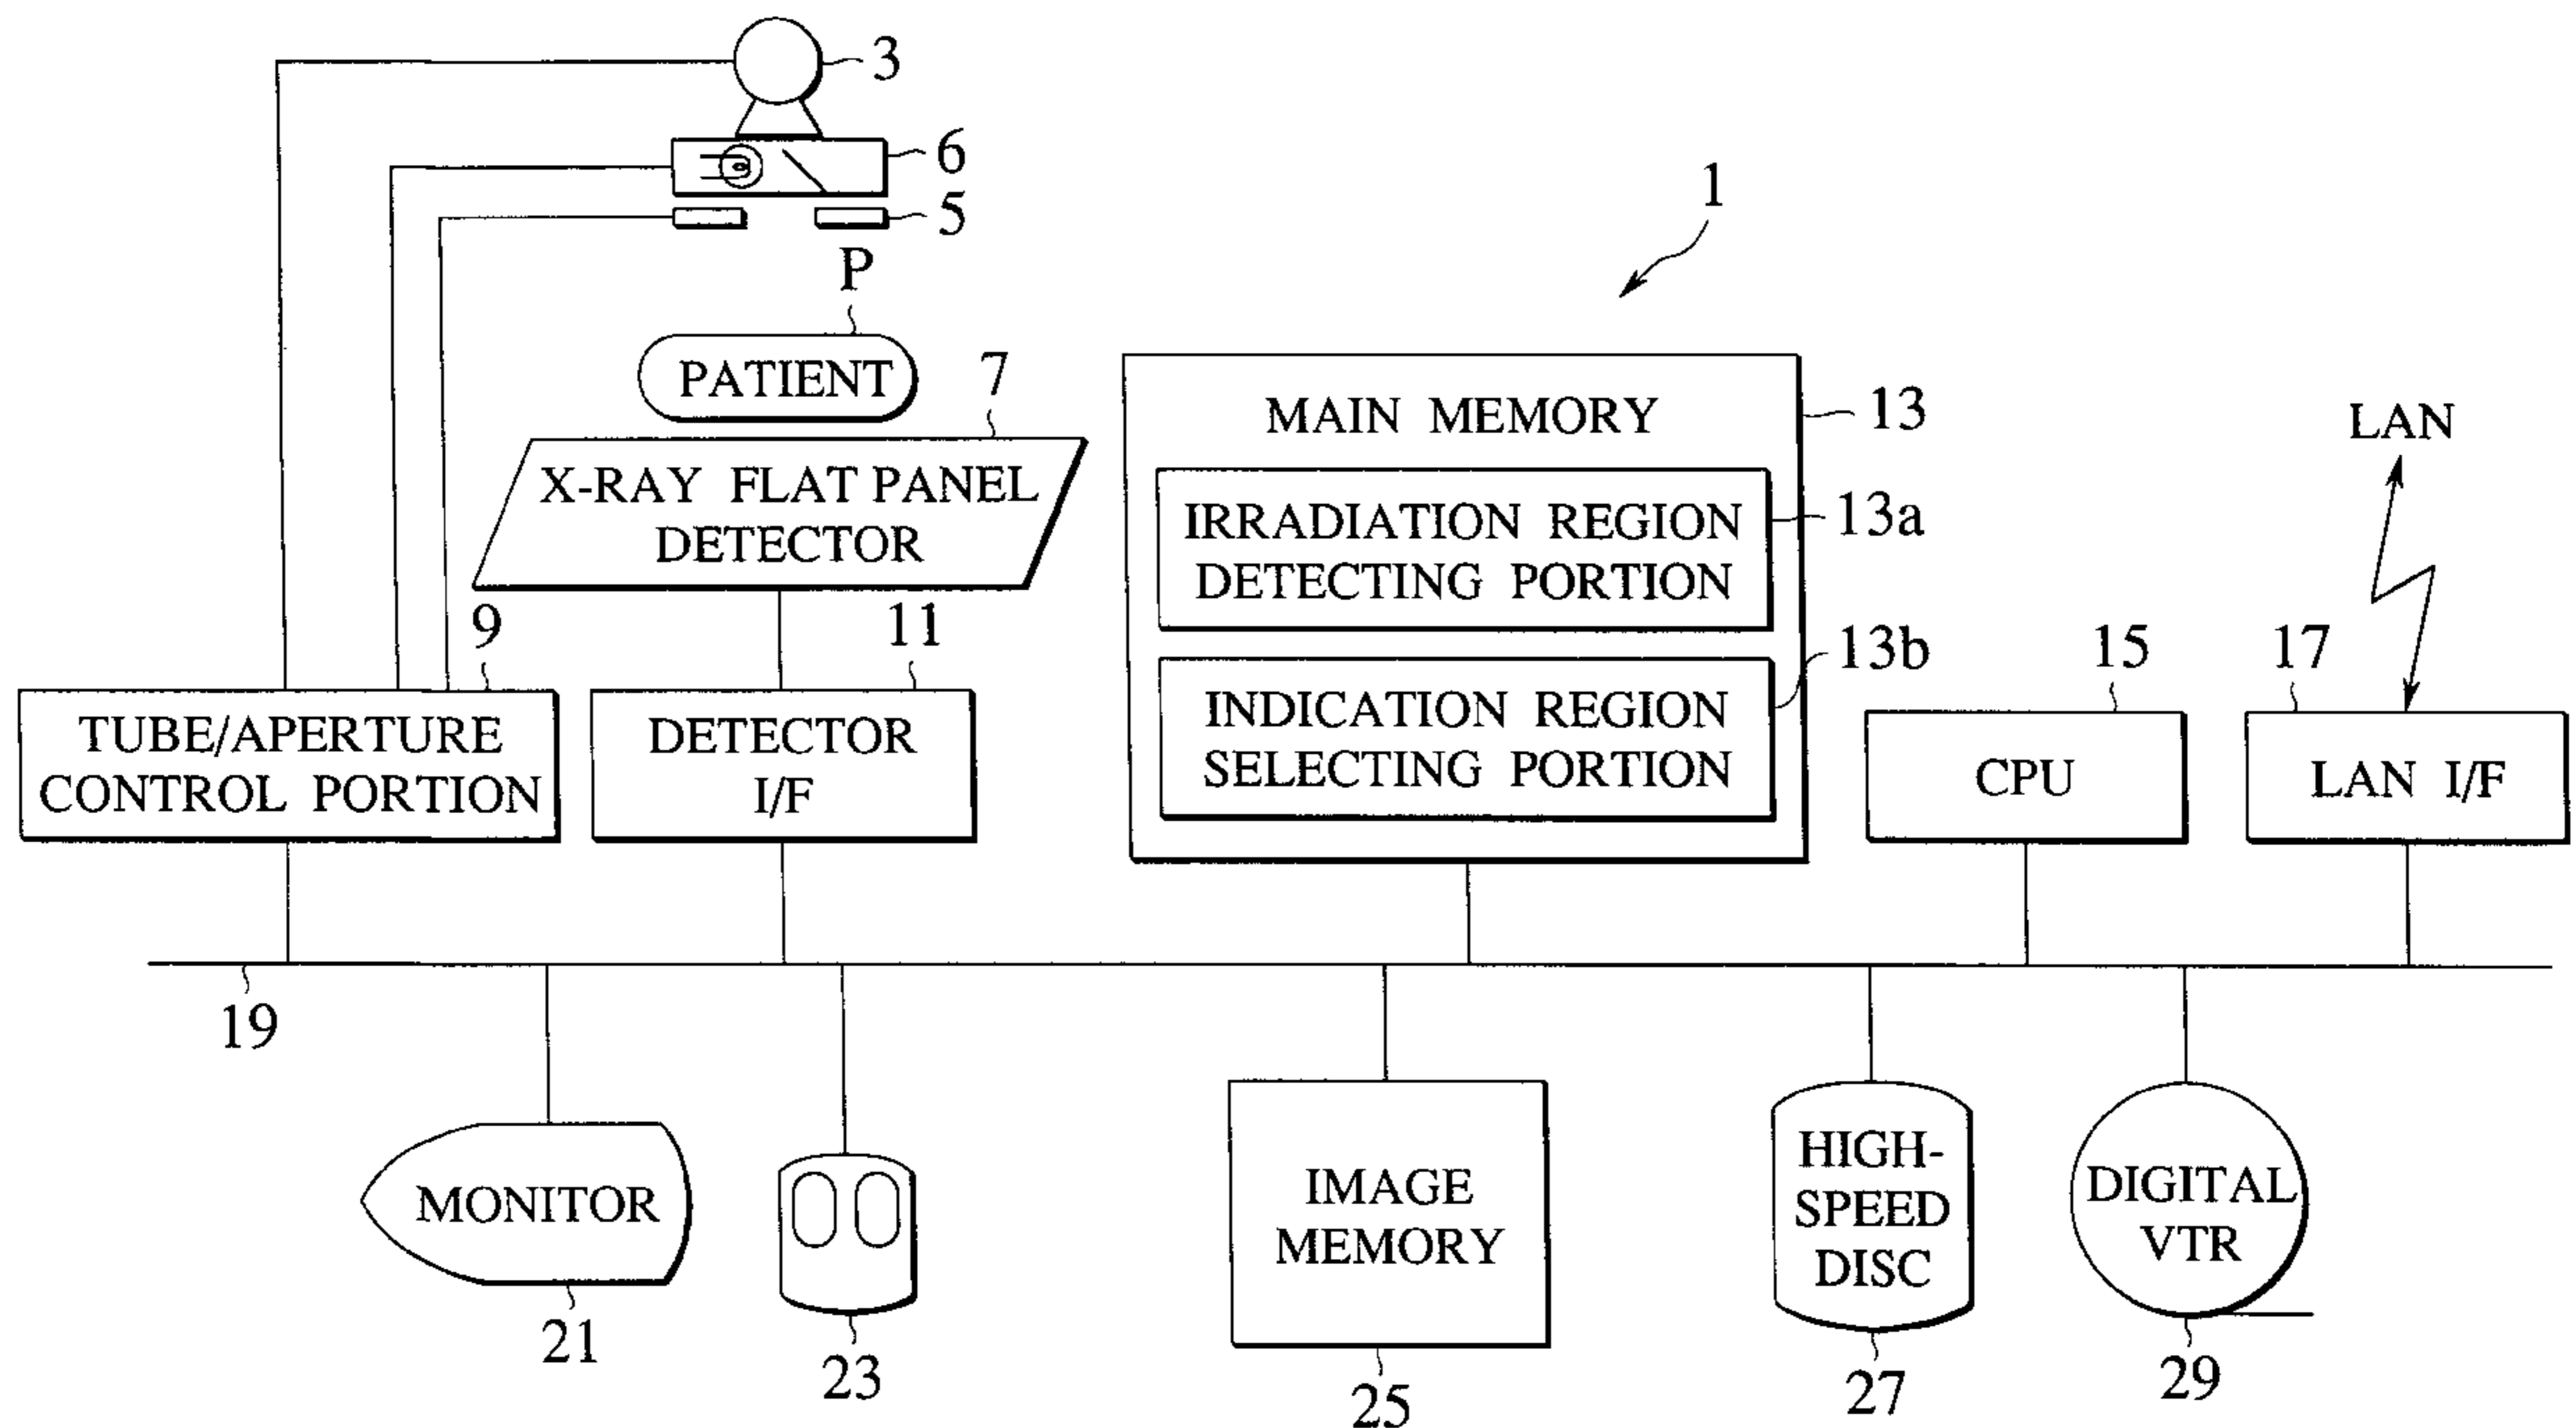 3
6
5
P
1
PATIENT
7
X-RAY FLAT PANEL
DETECTOR
MAIN MEMORY
13
IRRADIATION REGION
DETECTING PORTION
13a
INDICATION REGION
SELECTING PORTION
13b
LAN
9
TUBE/APERTURE
CONTROL PORTION
11
DETECTOR
I/F
15
CPU
17
LAN I/F
19
MONITOR
21
23
IMAGE
MEMORY
25
HIGH-
SPEED
DISC
27
DIGITAL
VTR
29